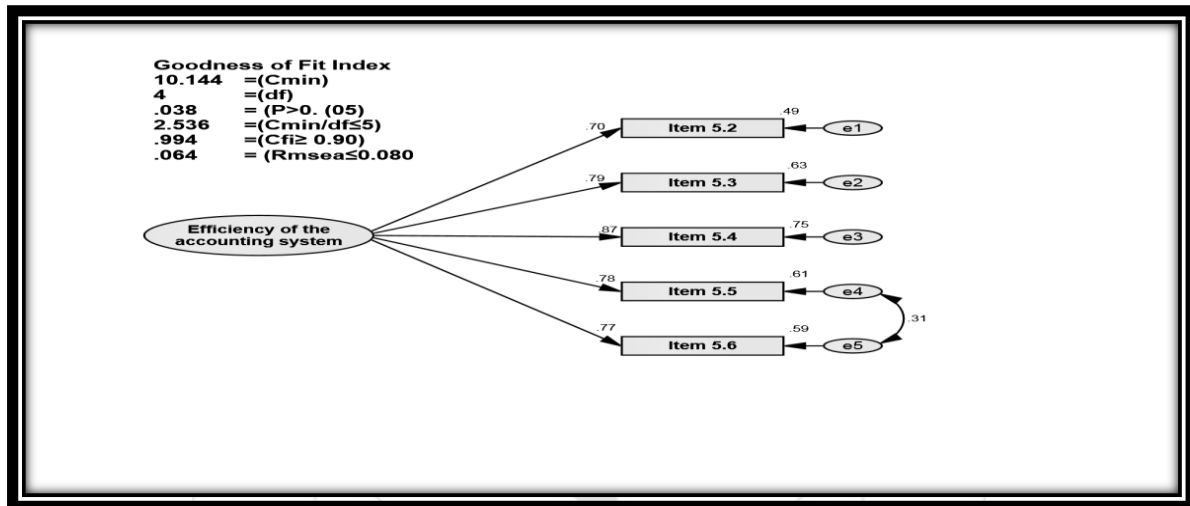 Goodness of Fit Index
10.144 =(Cmin)
4 =(df)
.038 = (P>0. (05)
2.536 =(Cmin/df≤5)
.994 =(Cfi≥ 0.90)
.064 = (Rmsea≤0.080
.49
.70 Item 5.2 e1
.63
.79 Item 5.3 e2
.75
.87 Item 5.4 e3
Efficiency of the
accounting system
.61
.78 Item 5.5 e4
.31
.59
.77 Item 5.6 e5